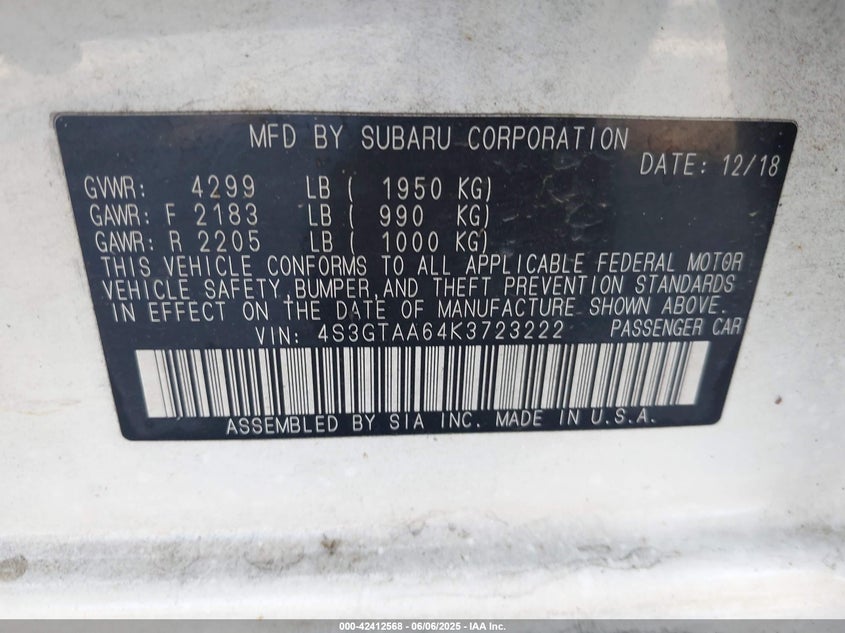 MFD BY SUBARU CORPORATION
DATE: 12/18
GVWR: 4299 LB ( 1950 KG)
GAWR: F 2183 LB ( 990 KG)
GAWR: R 2205 LB ( 1000 KG)
THIS VEHICLE CONFORMS TO ALL APPLICABLE FEDERAL MOTOR
VEHICLE SAFETY,BUMPER,AND THEFT PREVENTION STANDARDS
IN EFFECT ON THE DATE OF MANUFACTURE SHOWN ABOVE.
VIN: 4S3GTAA64K3723222 PASSENGER CAR
ASSEMBLED BY SIA INC. MADE IN U.S.A.
000-42412568 - 06/06/2025 - IAA Inc.